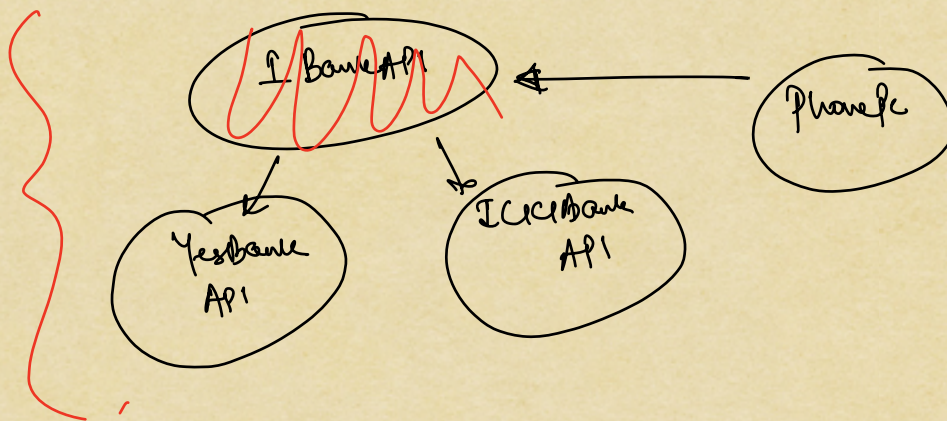 I BankAPI
PhonePe
YesBank
API
ICICIBank
API